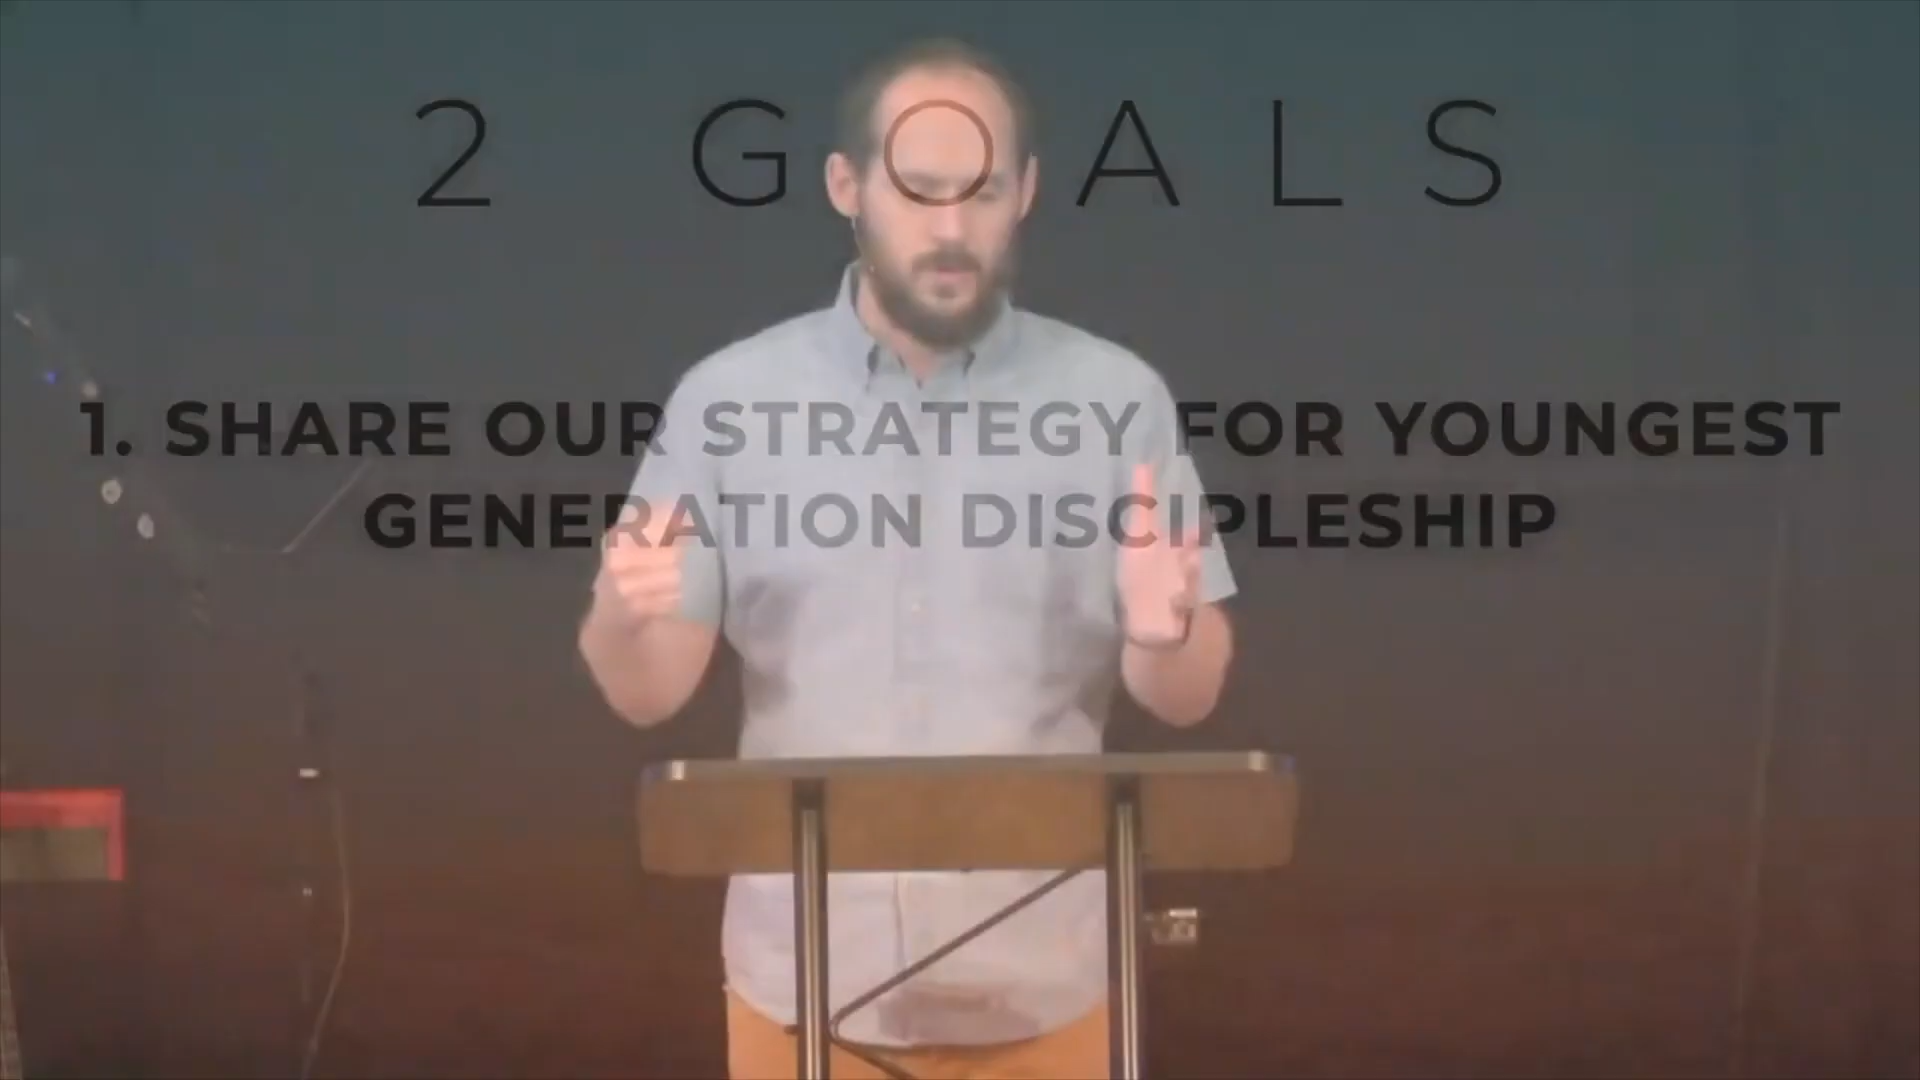 2 GOALS
1. SHARE OUR STRATEGY FOR YOUNGEST
GENERATION DISCIPLESHIP